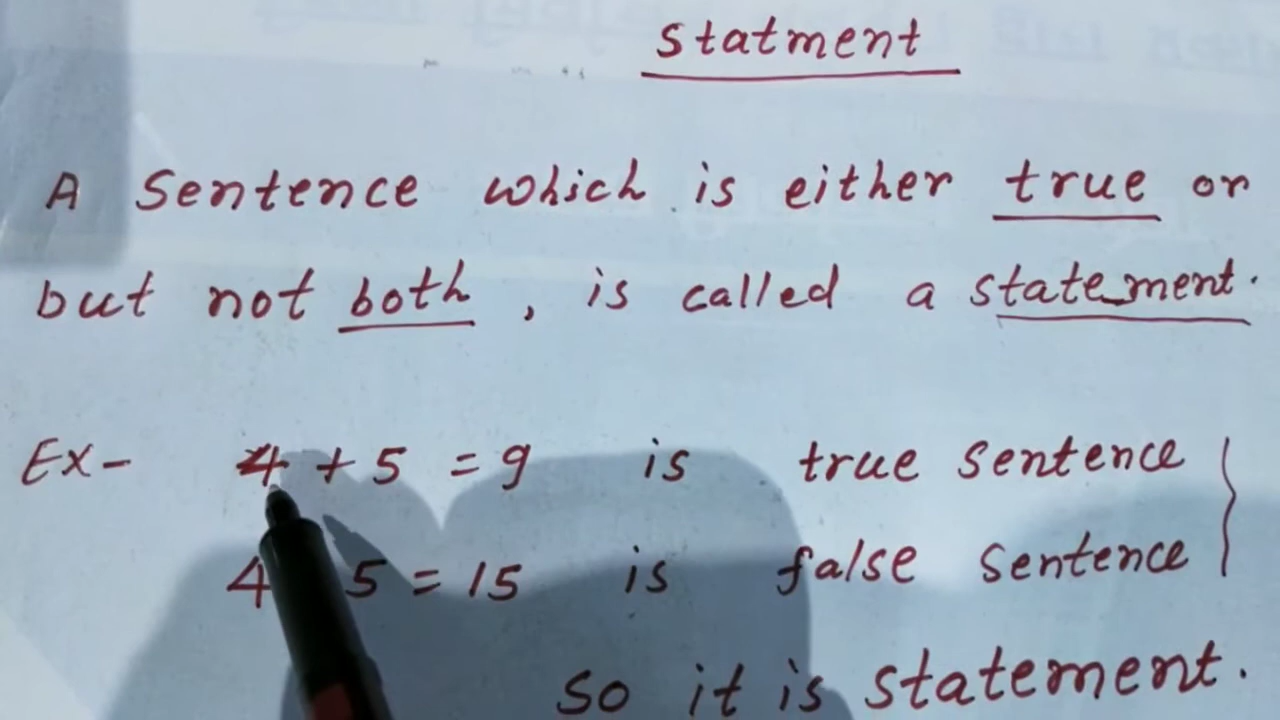 statment
A Sentence which is either true or
but not both, is called a statement.
Ex- 4 + 5 = 9 is true sentence
4 5 = 15 is false sentence
So it is statement.